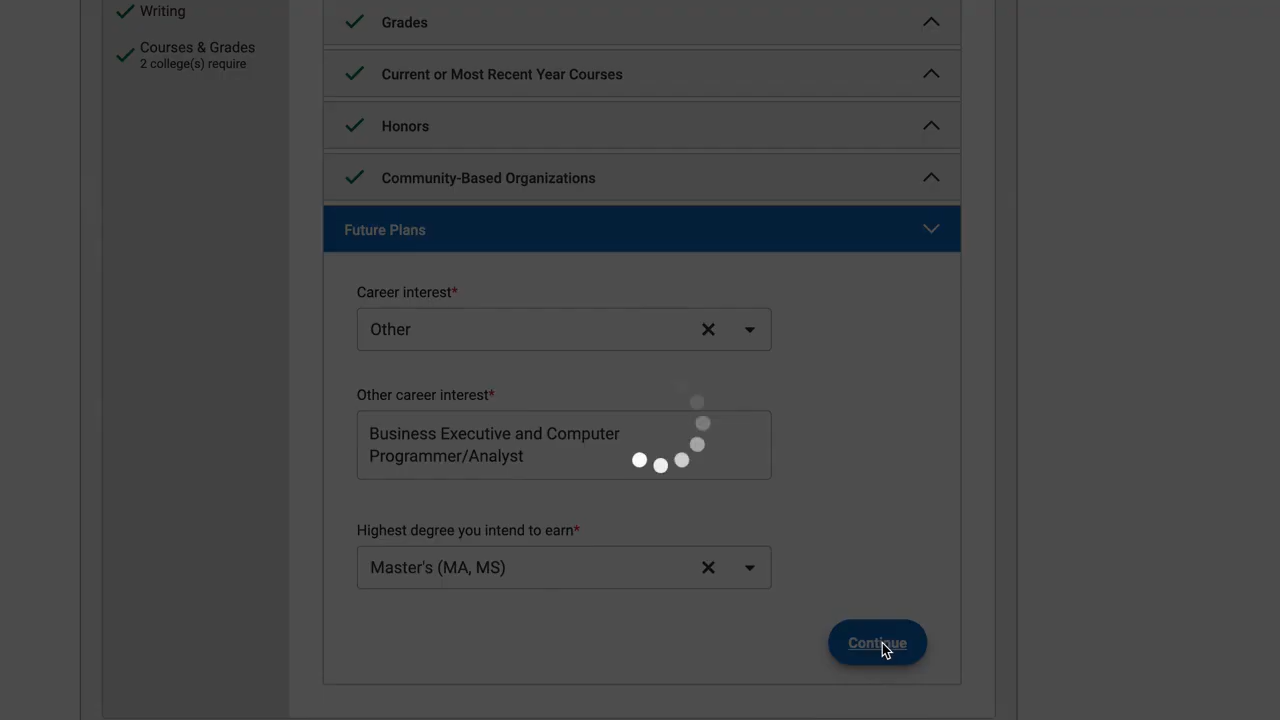 Writing
Courses & Grades
2 college(s) require
Grades
Current or Most Recent Year Courses
Honors
Community-Based Organizations
Future Plans
Career interest*
Other
Other career interest*
Business Executive and Computer
Programmer/Analyst
Highest degree you intend to earn*
Master's (MA, MS)
Continue